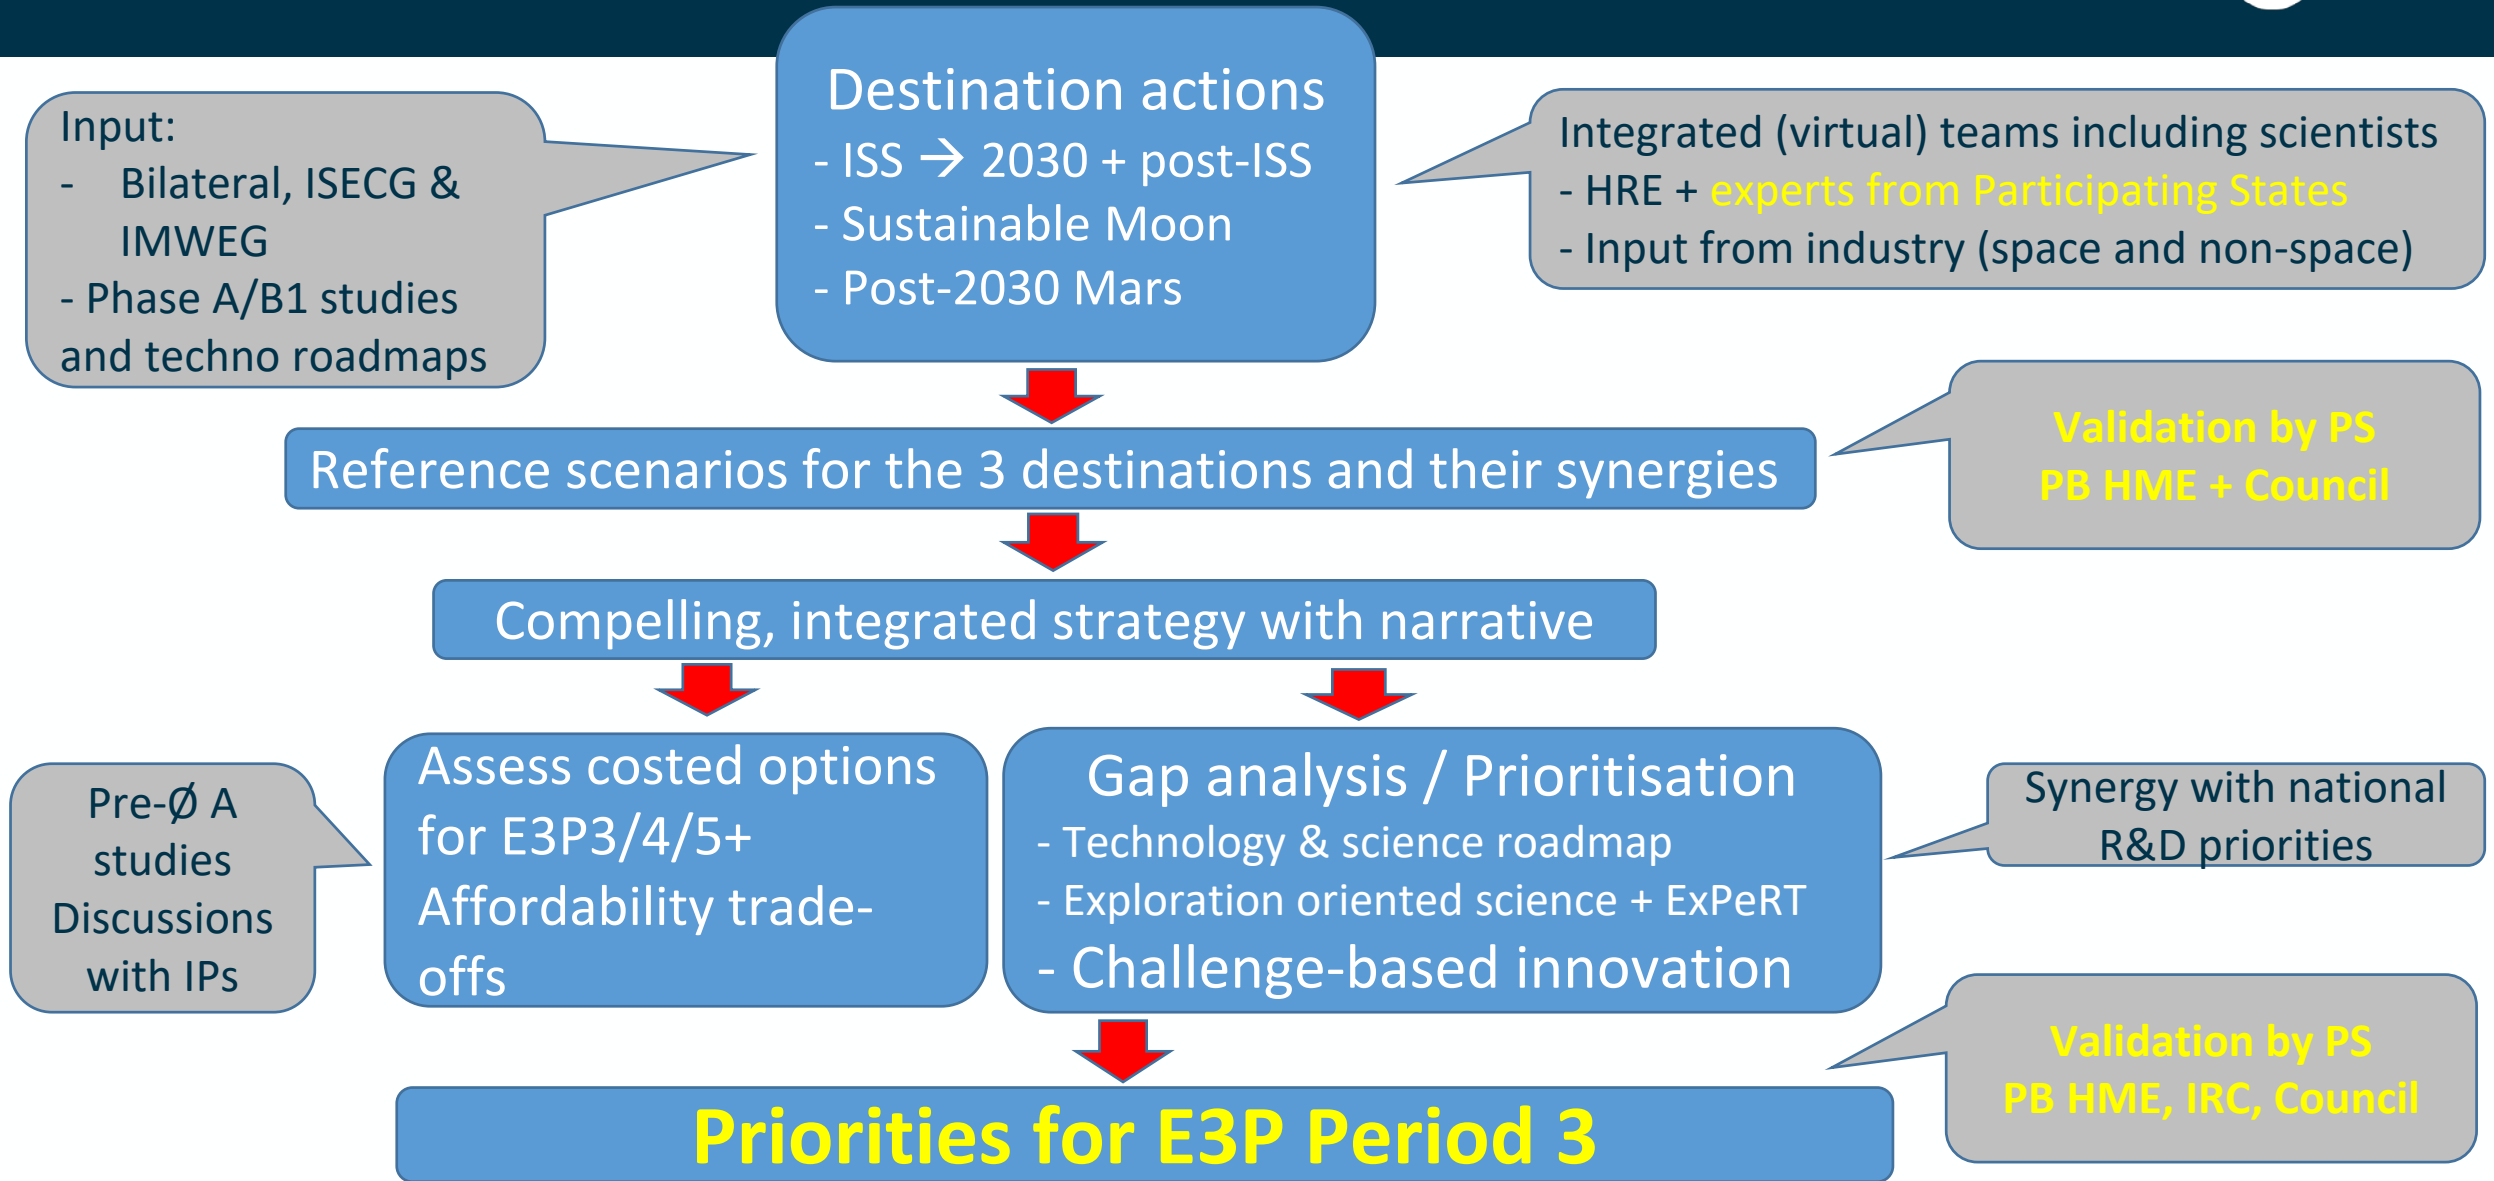 Destination actions
- ISS → 2030 + post-ISS
- Sustainable Moon
- Post-2030 Mars
Input:
- Bilateral, ISECG &
IMWEG
- Phase A/B1 studies
and techno roadmaps
Integrated (virtual) teams including scientists
- HRE + experts from Participating States
- Input from industry (space and non-space)
Reference scenarios for the 3 destinations and their synergies
Validation by PS
PB HME + Council
Compelling, integrated strategy with narrative
Pre-Ø A
studies
Discussions
with IPs
Assess costed options
for E3P3/4/5+
Affordability trade-
offs
Gap analysis / Prioritisation
- Technology & science roadmap
- Exploration oriented science + ExPeRT
- Challenge-based innovation
Synergy with national
R&D priorities
Validation by PS
PB HME, IRC, Council
Priorities for E3P Period 3